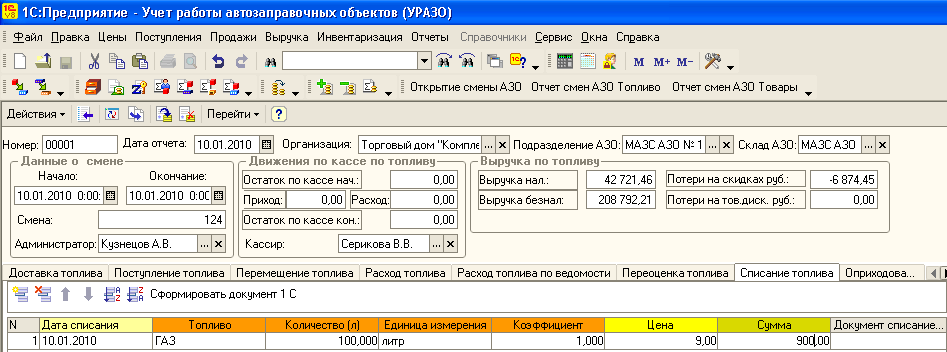 1С:Предприятие - Учет работы автозаправочных объектов (УРАЗО)
Файл Правка Цены Поступления Продажи Выручка Инвентаризация Отчеты Справочники Сервис Окна Справка
М М+ М-
Открытие смены АЗО Отчет смен АЗО Топливо Отчет смен АЗО Товары
Действия Перейти
Номер: 00001 Дата отчета: 10.01.2010 Организация: Торговый дом "Компле ... Подразделение АЗО: МАЗС АЗО № 1 ... Склад АЗО: МАЗС АЗО ...
Данные о смене Движения по кассе по топливу Выручка по топливу
Начало: Окончание: Остаток по кассе нач.: 0,00 Выручка нал.: 42 721,46 Потери на скидках руб.: -6 874,45
10.01.2010 0:00: 10.01.2010 0:00: Приход: 0,00 Расход: 0,00 Выручка безнал: 208 792,21 Потери на тов.диск. руб.: 0,00
Смена: 124 Остаток по кассе кон.: 0,00
Администратор: Кузнецов А.В. ... Кассир: Серикова В.В. ...
Доставка топлива Поступление топлива Перемещение топлива Расход топлива Расход топлива по ведомости Переоценка топлива Списание топлива Оприходова...
Сформировать документ 1 С
N Дата списания Топливо Количество (л) Единица измерения Коэффициент Цена Сумма Документ списание...
1 10.01.2010 ГАЗ 100,000 литр 1,000 9,00 900,00